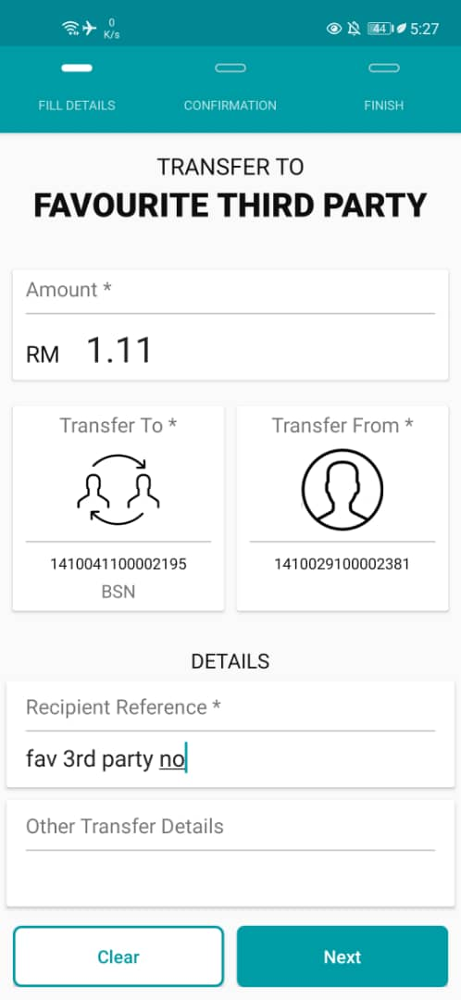 0
K/s
44
5:27
FILL DETAILS
CONFIRMATION
FINISH
TRANSFER TO
FAVOURITE THIRD PARTY
Amount *
RM 1.11
Transfer To *
Transfer From *
1410041100002195
1410029100002381
BSN
DETAILS
Recipient Reference *
fav 3rd party no
Other Transfer Details
Clear
Next